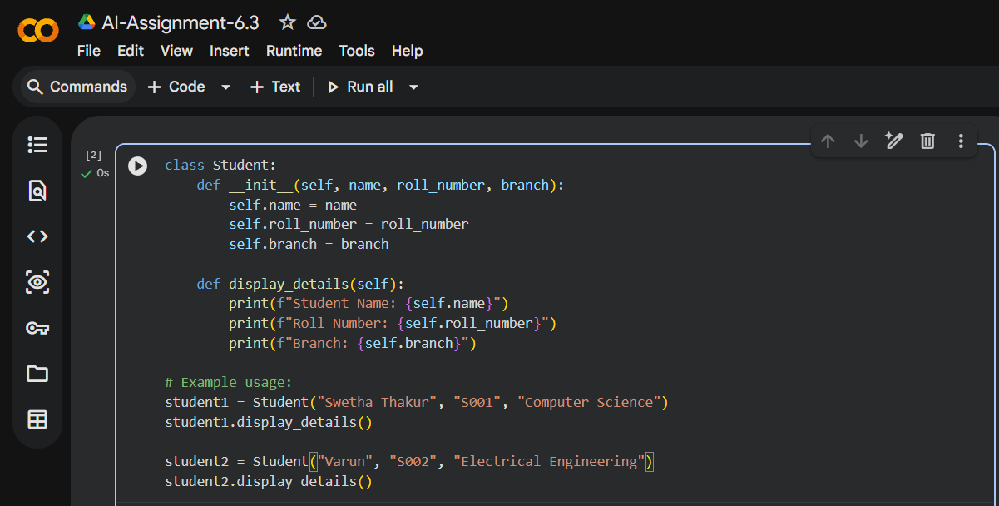 AI-Assignment-6.3
File Edit View Insert Runtime Tools Help
Commands + Code + Text Run all
[2]
0s
class Student:
    def __init__(self, name, roll_number, branch):
        self.name = name
        self.roll_number = roll_number
        self.branch = branch

    def display_details(self):
        print(f"Student Name: {self.name}")
        print(f"Roll Number: {self.roll_number}")
        print(f"Branch: {self.branch}")

# Example usage:
student1 = Student("Swetha Thakur", "S001", "Computer Science")
student1.display_details()

student2 = Student("Varun", "S002", "Electrical Engineering")
student2.display_details()